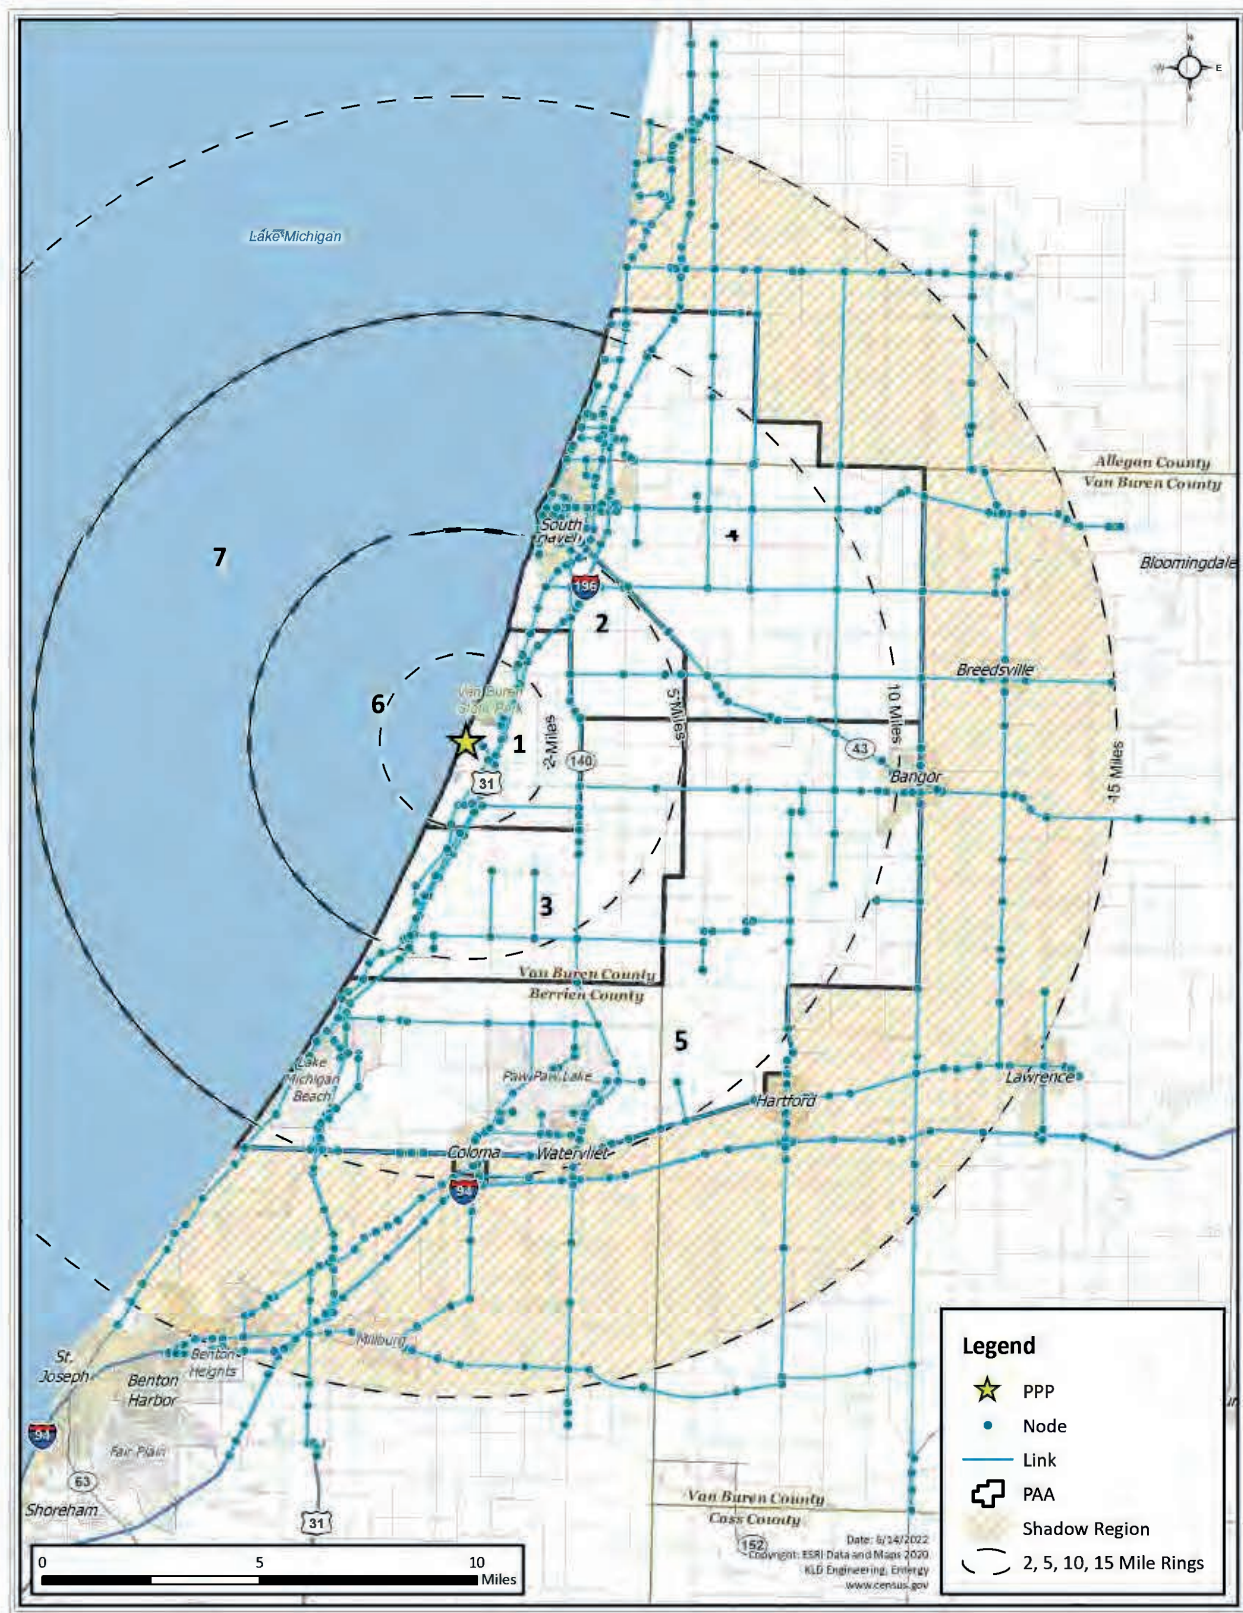 N
W
E
S
Lake Michigan
Allegan County
Van Buren County
7
South
Haven
4
Bloomingdale
196
2
Breedsville
6
Van Buren
State Park
5 Miles
10 Miles
1
2 Miles
140
43
15 Miles
31
Bangor
3
Van Buren County
Berrien County
5
Lake
Michigan
Beach
Paw Paw Lake
Lawrence
Hartford
Coloma
Watervliet
94
Millburg
St.
Joseph
Benton
Heights
Benton
Harbor
94
Fair Plain
63
Shoreham
31
Van Buren County
Cass County
152
Date: 6/14/2022
Copyright: ESRI Data and Maps 2020
KLD Engineering, Entergy
www.census.gov
0
5
10
Miles
Legend
PPP
Node
Link
PAA
Shadow Region
2, 5, 10, 15 Mile Rings